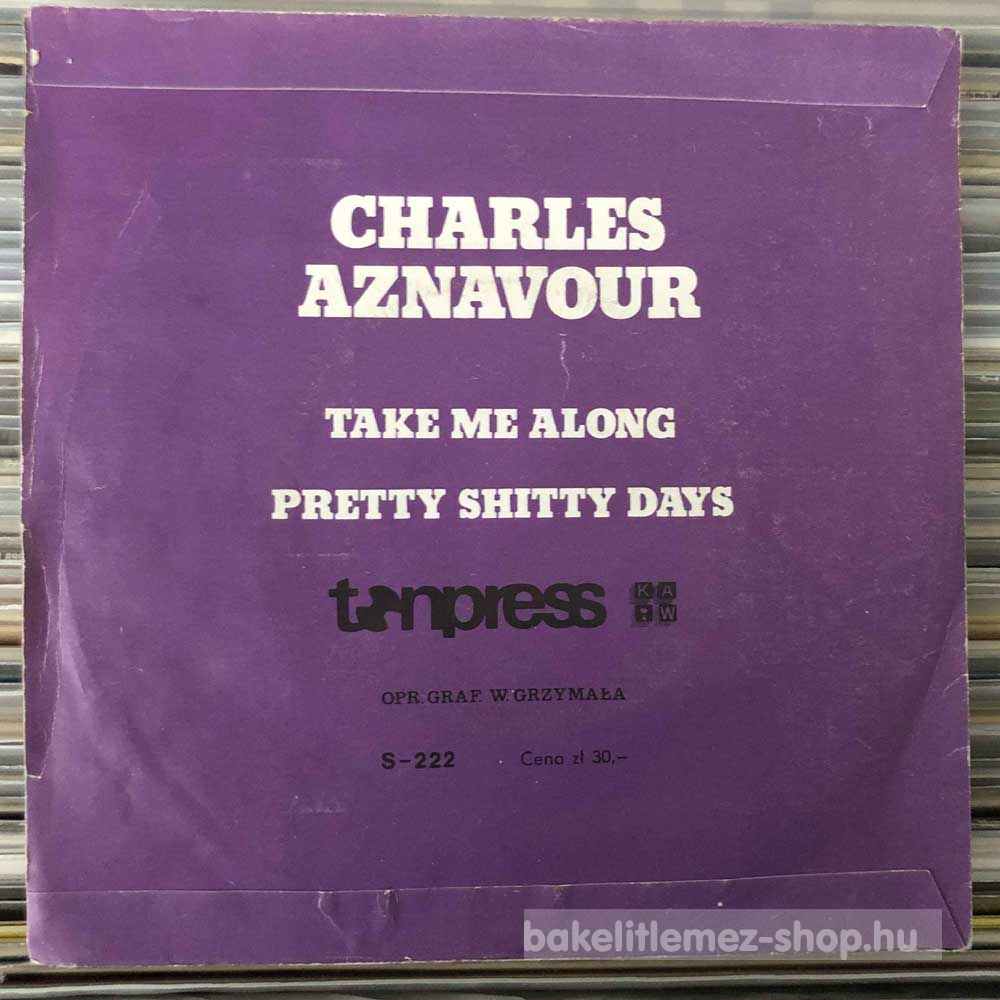 CHARLES
AZNAVOUR
TAKE ME ALONG
PRETTY SHITTY DAYS
tonpress KAW
OPR. GRAF. W. GRZYMAŁA
S-222 Cena zł 30,-
bakelitlemez-shop.hu